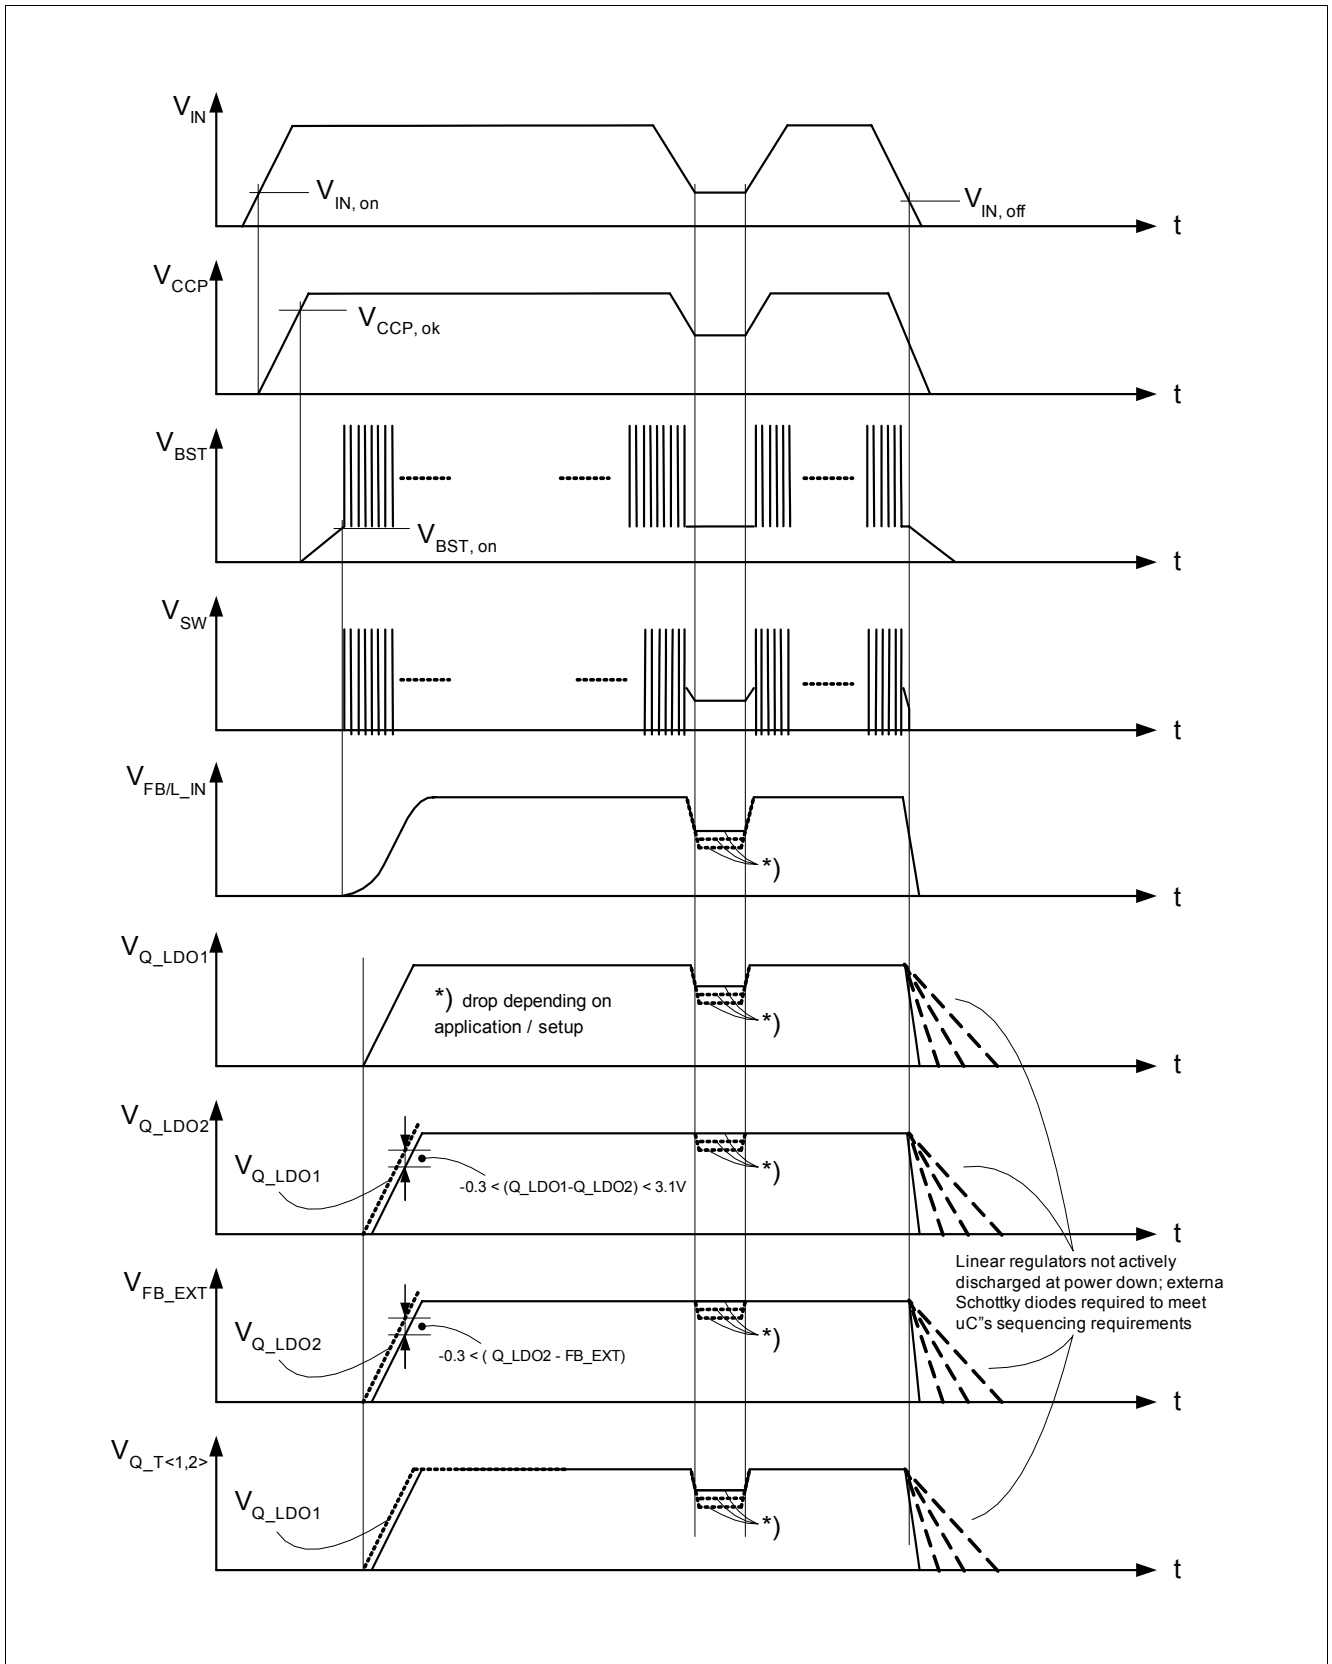 V_IN
V_IN, on
V_IN, off
t
V_CCP
V_CCP, ok
t
V_BST
V_BST, on
t
V_SW
t
V_FB/L_IN
*)
t
V_Q_LDO1
*) drop depending on
application / setup
*)
t
V_Q_LDO2
V_Q_LDO1
-0.3 < (Q_LDO1-Q_LDO2) < 3.1V
*)
t
Linear regulators not actively
discharged at power down; externa
Schottky diodes required to meet
uC"s sequencing requirements
V_FB_EXT
V_Q_LDO2
-0.3 < ( Q_LDO2 - FB_EXT)
*)
t
V_Q_T<1,2>
V_Q_LDO1
*)
t